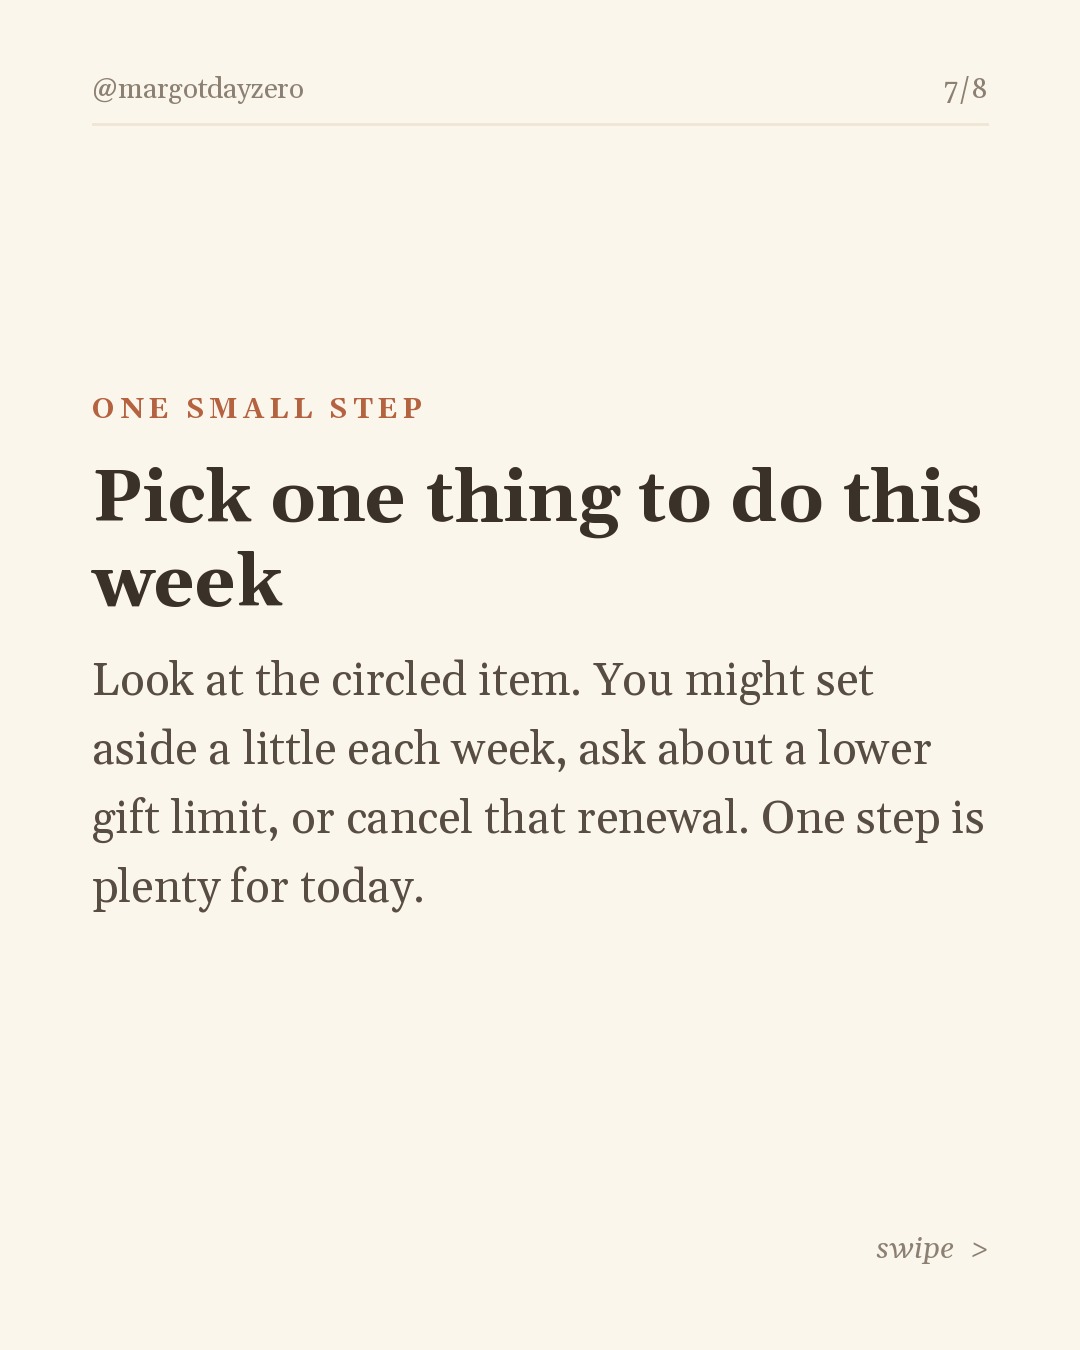 @margotdayzero
7/8
ONE SMALL STEP
Pick one thing to do this
week
Look at the circled item. You might set
aside a little each week, ask about a lower
gift limit, or cancel that renewal. One step is
plenty for today.
swipe >